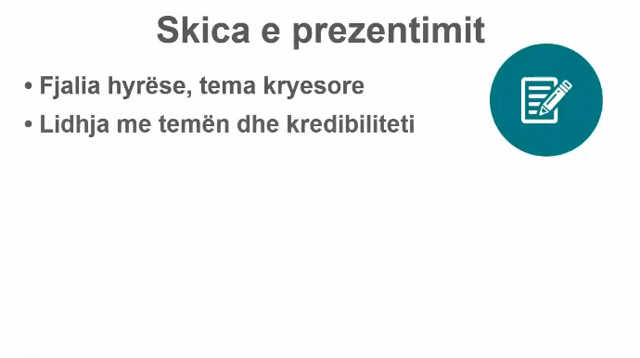 Skica e prezentimit
• Fjalia hyrëse, tema kryesore
• Lidhja me temën dhe kredibiliteti